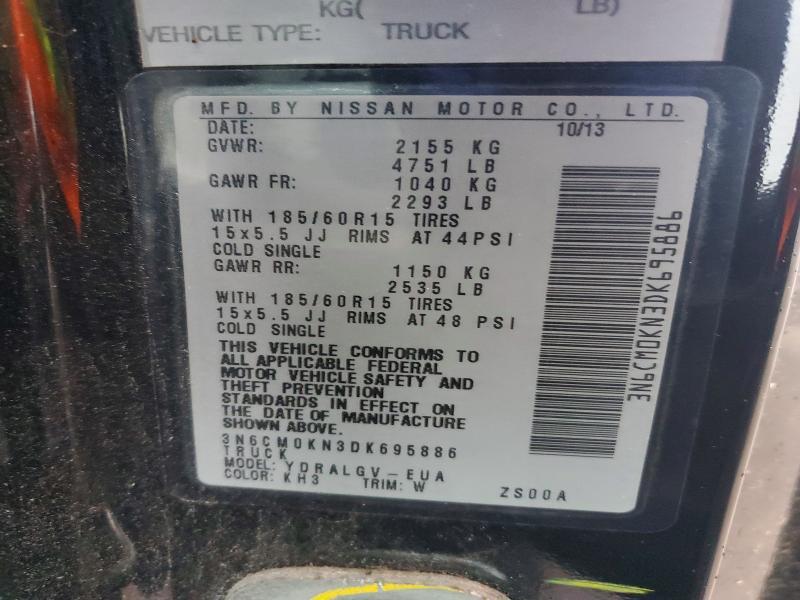 KG( LB)
VEHICLE TYPE: TRUCK
MFD. BY NISSAN MOTOR CO., LTD.
DATE: 10/13
GVWR: 2155 KG
4751 LB
GAWR FR: 1040 KG
2293 LB
WITH 185/60R15 TIRES
15x5.5 JJ RIMS AT 44PSI
COLD SINGLE
GAWR RR: 1150 KG
2535 LB
WITH 185/60R15 TIRES
15x5.5 JJ RIMS AT 48 PSI
COLD SINGLE
THIS VEHICLE CONFORMS TO
ALL APPLICABLE FEDERAL
MOTOR VEHICLE SAFETY AND
THEFT PREVENTION
STANDARDS IN EFFECT ON
THE DATE OF MANUFACTURE
SHOWN ABOVE.
3N6CM0KN3DK695886
TRUCK
MODEL: YDRALGV-EUA
COLOR: KH3 TRIM: W ZS00A
3N6CM0KN3DK695886